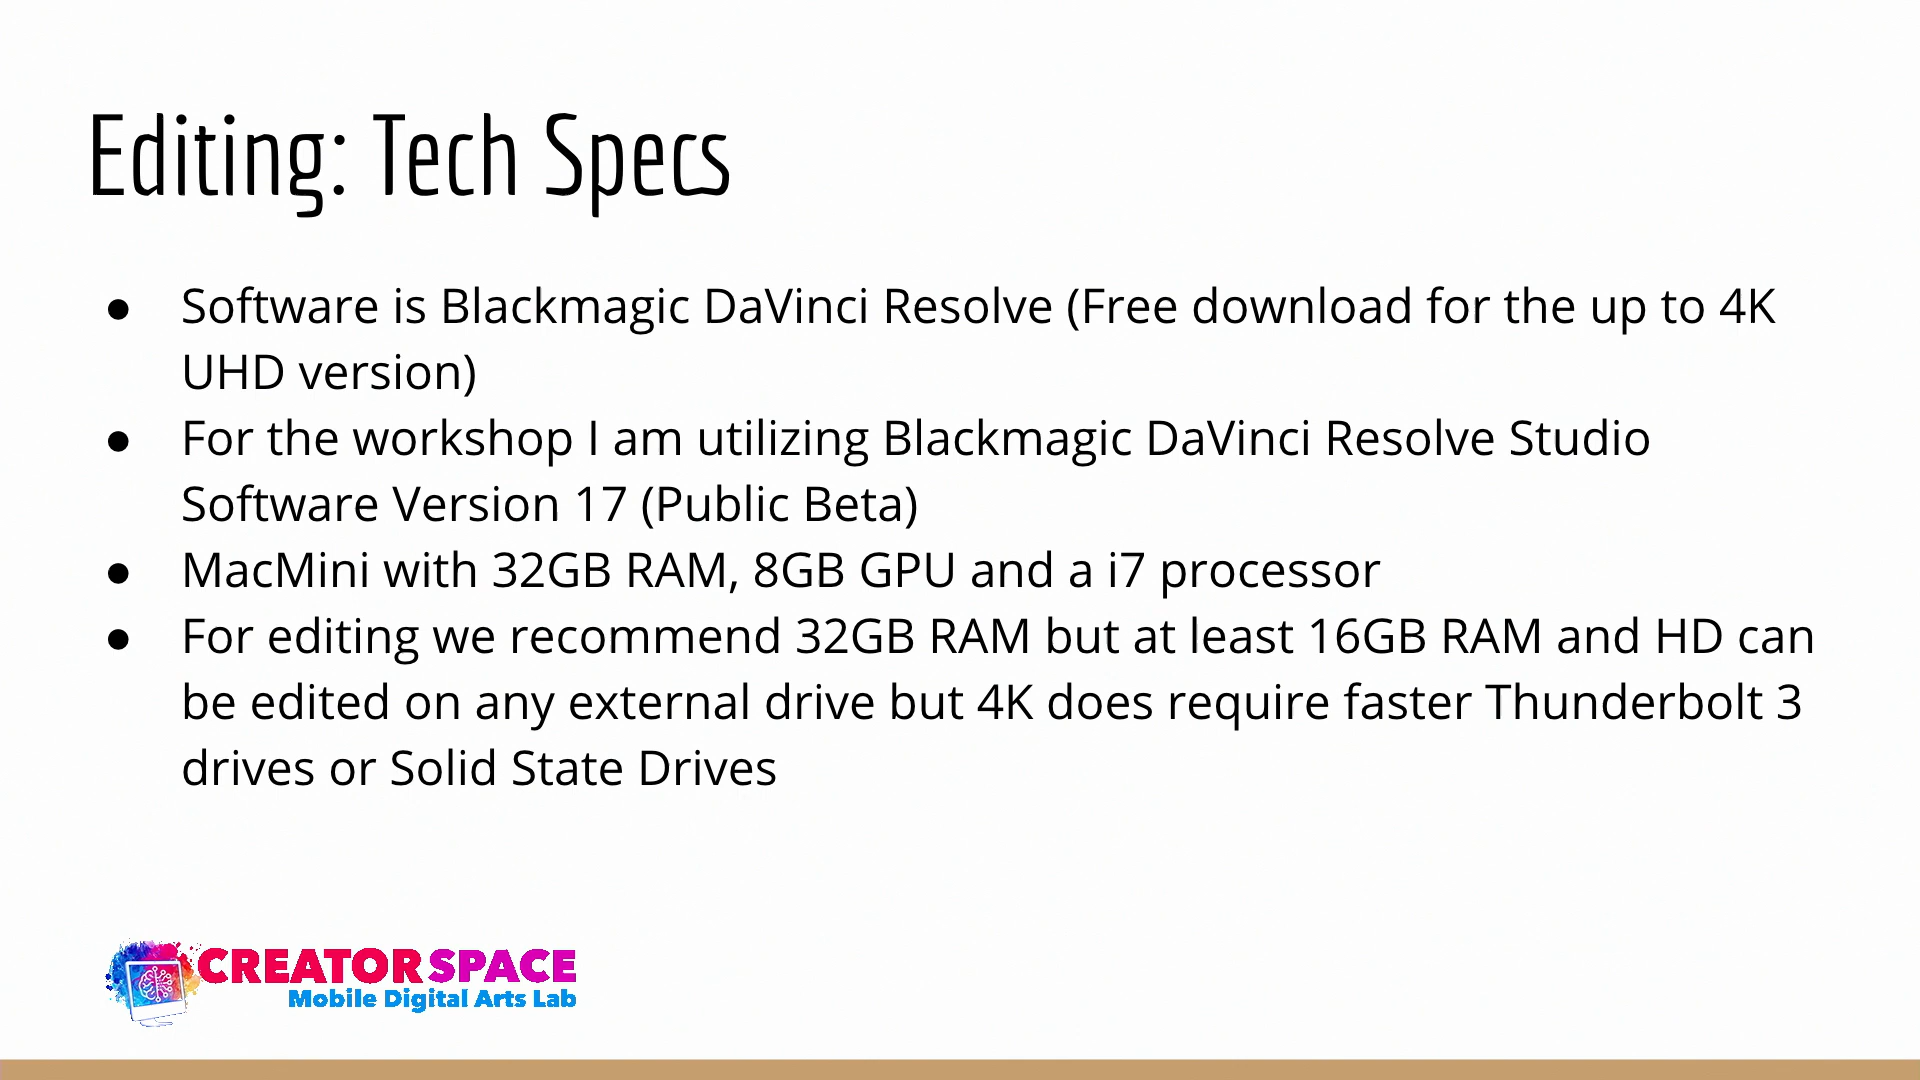 Editing: Tech Specs
● Software is Blackmagic DaVinci Resolve (Free download for the up to 4K
UHD version)
● For the workshop I am utilizing Blackmagic DaVinci Resolve Studio
Software Version 17 (Public Beta)
● MacMini with 32GB RAM, 8GB GPU and a i7 processor
● For editing we recommend 32GB RAM but at least 16GB RAM and HD can
be edited on any external drive but 4K does require faster Thunderbolt 3
drives or Solid State Drives
CREATORSPACE
Mobile Digital Arts Lab